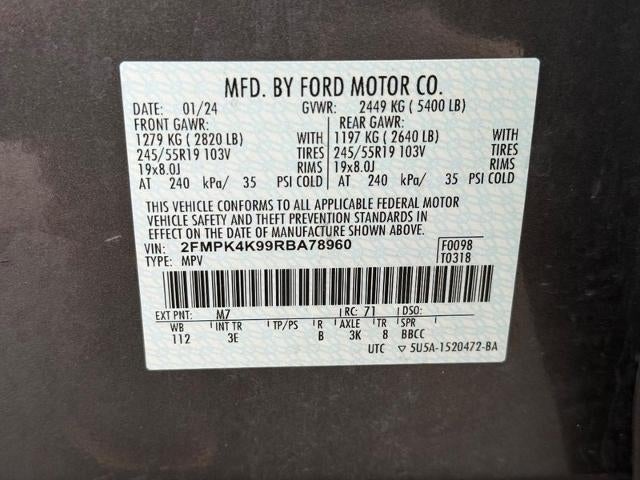 MFD. BY FORD MOTOR CO.
DATE: 01/24 GVWR: 2449 KG ( 5400 LB)
FRONT GAWR: REAR GAWR:
1279 KG ( 2820 LB) WITH 1197 KG ( 2640 LB) WITH
245/55R19 103V TIRES 245/55R19 103V TIRES
19x8.0J RIMS 19x8.0J RIMS
AT 240 kPa/ 35 PSI COLD AT 240 kPa/ 35 PSI COLD
THIS VEHICLE CONFORMS TO ALL APPLICABLE FEDERAL MOTOR
VEHICLE SAFETY AND THEFT PREVENTION STANDARDS IN
EFFECT ON THE DATE OF MANUFACTURE SHOWN ABOVE.
VIN: 2FMPK4K99RBA78960 F0098
TYPE: MPV T0318
EXT PNT: M7 RC: 71 DSO:
WB INT TR TP/PS R AXLE TR SPR
112 3E B 3K 8 BBCC
UTC ▽ 5U5A-1520472-BA